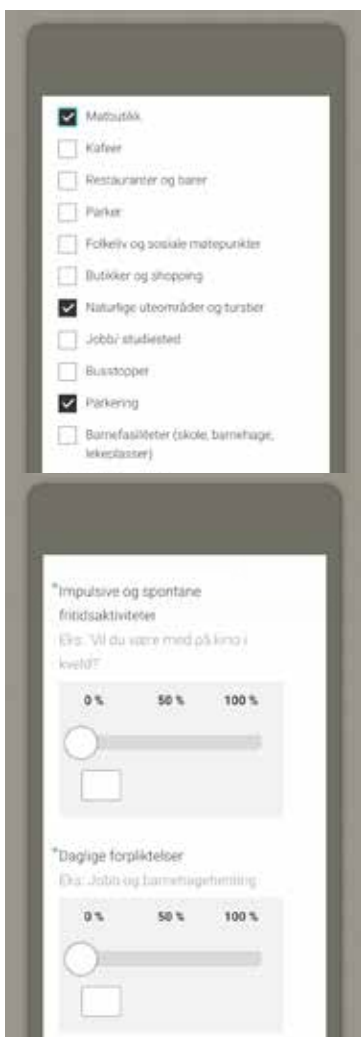 Matbutikk
Kafeer
Restauranter og barer
Parker
Folkeliv og sosiale møtepunkter
Butikker og shopping
Naturlige uteområder og turstier
Jobb/ studiested
Busstopper
Parkering
Barnefasiliteter (skole, barnehage,
lekeplasser)
*Impulsive og spontane
fritidsaktiviteter
Eks: 'Vil du være med på kino i
kveld?'
0 % 50 % 100 %
*Daglige forpliktelser
Eks: Jobb og barnehagehenting
0 % 50 % 100 %